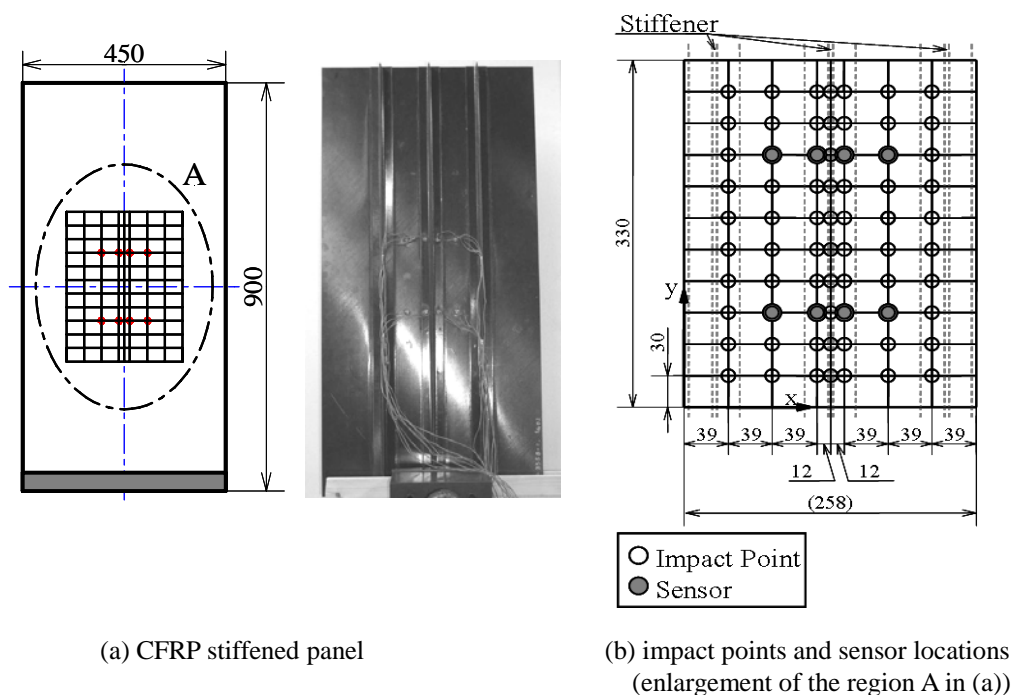 450
A
900
Stiffener
330
y
30
x
39 39 39 39 39 39
12 12
(258)
Impact Point
Sensor
(a) CFRP stiffened panel
(b) impact points and sensor locations
(enlargement of the region A in (a))